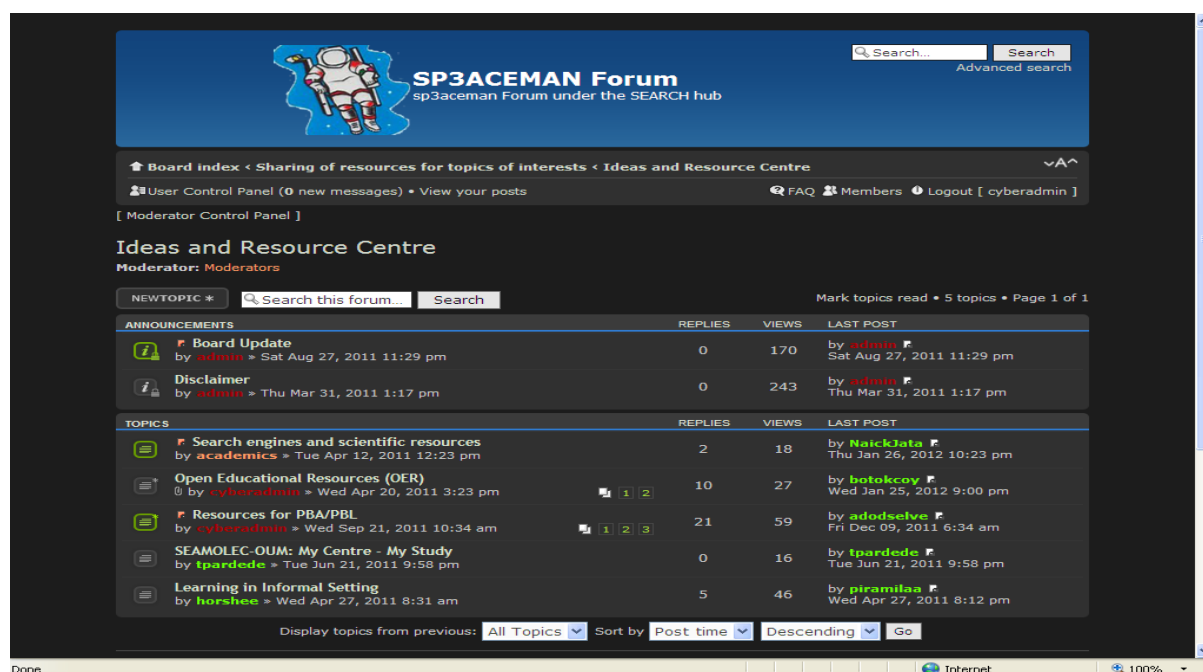 Search... Search
Advanced search
SP3ACEMAN Forum
sp3aceman Forum under the SEARCH hub
Board index ‹ Sharing of resources for topics of interests ‹ Ideas and Resource Centre
A
User Control Panel (0 new messages) • View your posts FAQ Members Logout [ cyberadmin ]
[ Moderator Control Panel ]
Ideas and Resource Centre
Moderator: Moderators
NEWTOPIC * Search this forum... Search Mark topics read • 5 topics • Page 1 of 1
ANNOUNCEMENTS REPLIES VIEWS LAST POST
Board Update
by admin » Sat Aug 27, 2011 11:29 pm
0 170
by admin
Sat Aug 27, 2011 11:29 pm
Disclaimer
by admin » Thu Mar 31, 2011 1:17 pm
0 243
by admin
Thu Mar 31, 2011 1:17 pm
TOPICS REPLIES VIEWS LAST POST
Search engines and scientific resources
by academics » Tue Apr 12, 2011 12:23 pm
2 18
by NaickJata
Thu Jan 26, 2012 10:23 pm
Open Educational Resources (OER)
by cyberadmin » Wed Apr 20, 2011 3:23 pm
1 2
10 27
by botokcoy
Wed Jan 25, 2012 9:00 pm
Resources for PBA/PBL
by cyberadmin » Wed Sep 21, 2011 10:34 am
1 2 3
21 59
by adodselve
Fri Dec 09, 2011 6:34 am
SEAMOLEC-OUM: My Centre - My Study
by tpardede » Tue Jun 21, 2011 9:58 pm
0 16
by tpardede
Tue Jun 21, 2011 9:58 pm
Learning in Informal Setting
by horshee » Wed Apr 27, 2011 8:31 am
5 46
by piramilaa
Wed Apr 27, 2011 8:12 pm
Display topics from previous: All Topics Sort by Post time Descending Go
Done Internet 100%